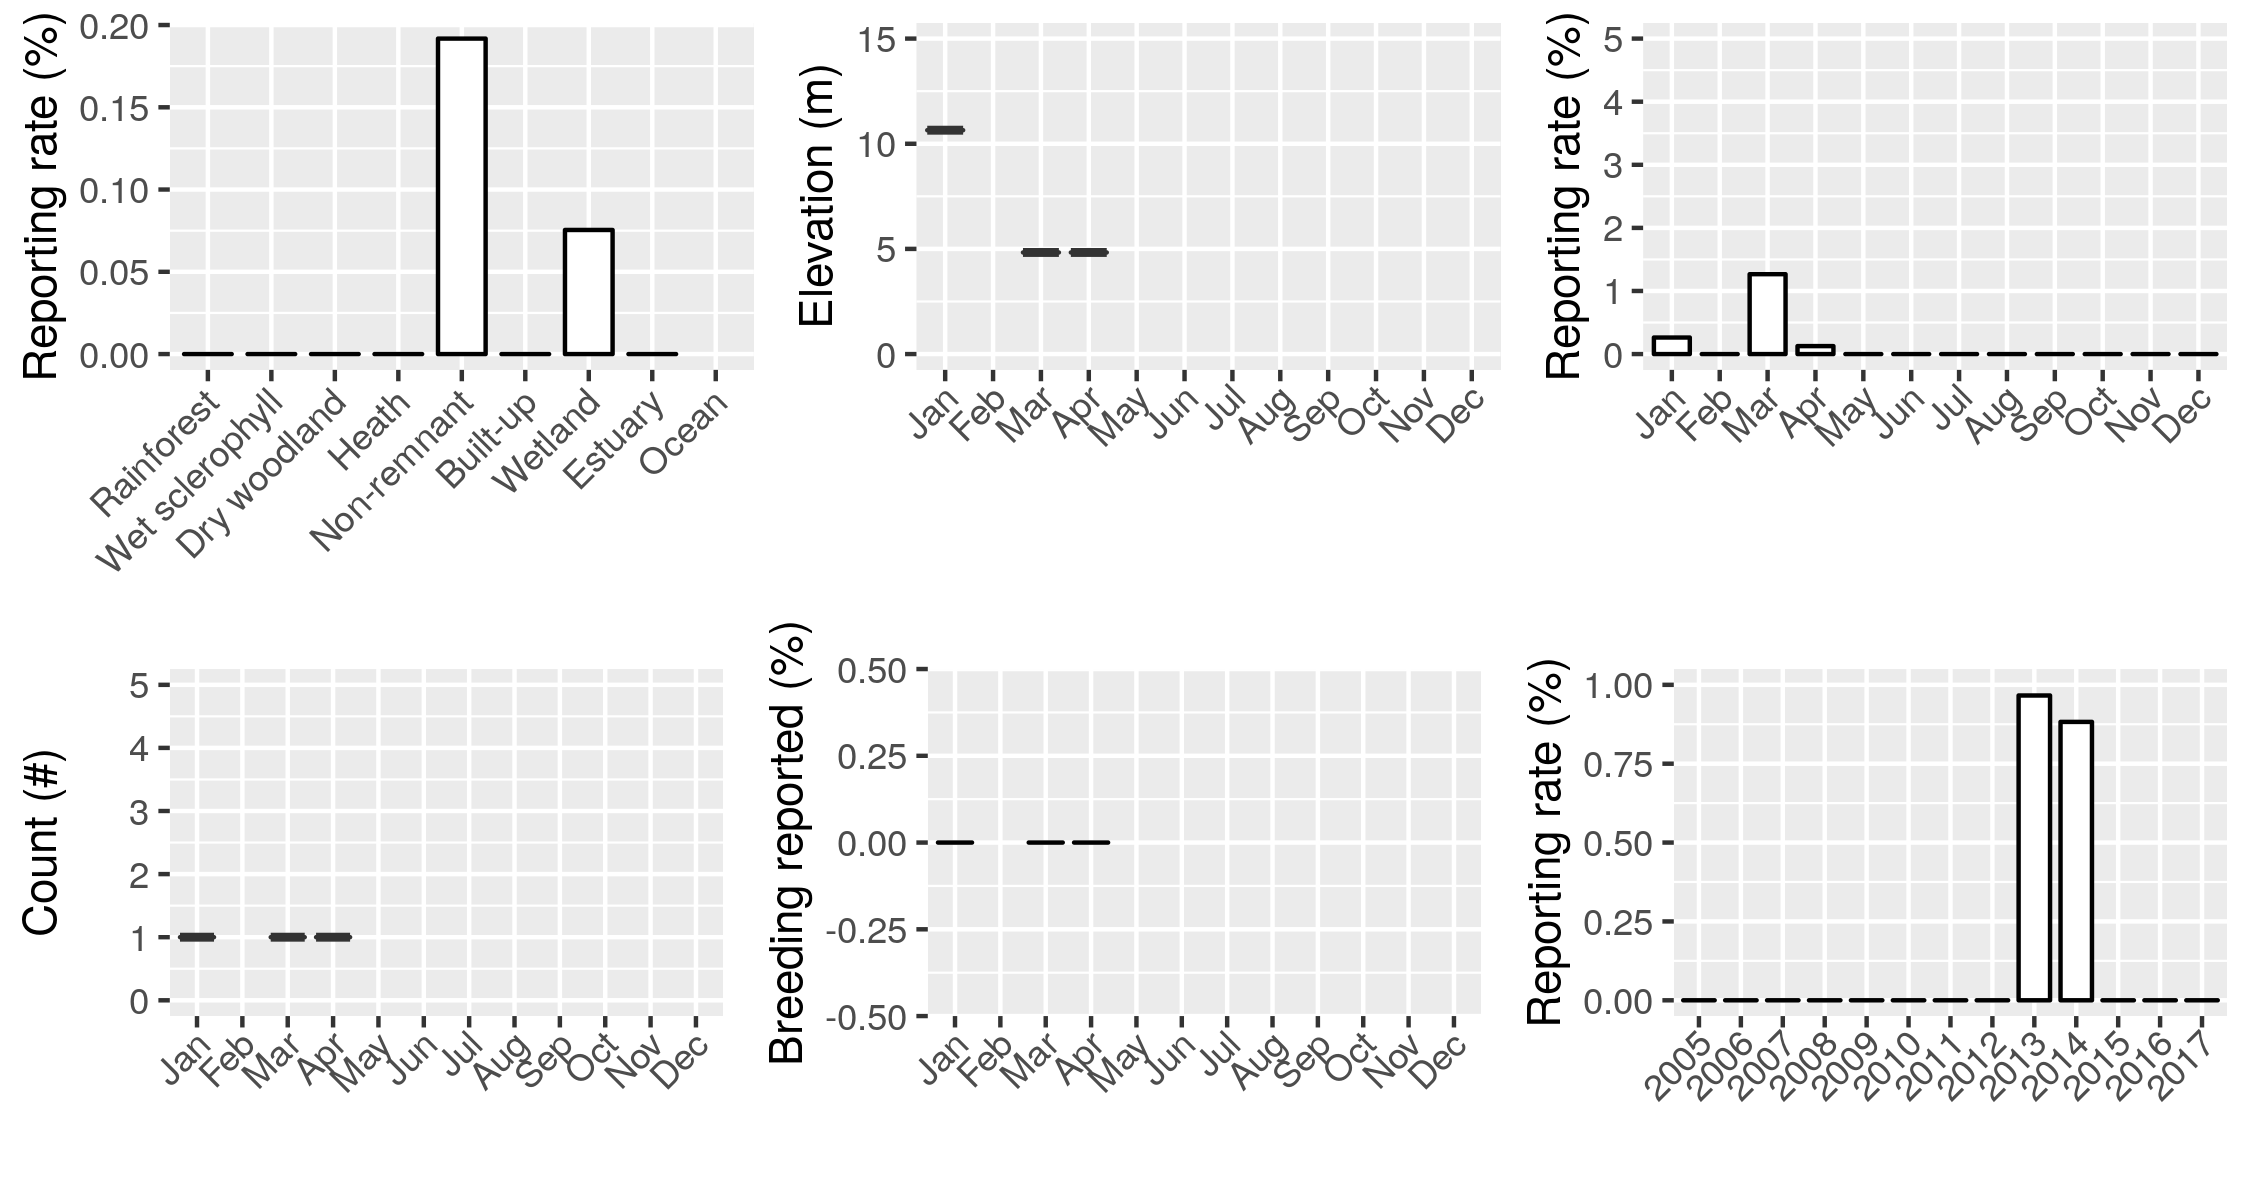 Reporting rate (%)
0.20
0.15
0.10
0.05
0.00
Rainforest
Wet sclerophyll
Dry woodland
Heath
Non-remnant
Built-up
Wetland
Estuary
Ocean
Elevation (m)
15
10
5
0
Jan
Feb
Mar
Apr
May
Jun
Jul
Aug
Sep
Oct
Nov
Dec
Reporting rate (%)
5
4
3
2
1
0
Jan
Feb
Mar
Apr
May
Jun
Jul
Aug
Sep
Oct
Nov
Dec
Count (#)
5
4
3
2
1
0
Jan
Feb
Mar
Apr
May
Jun
Jul
Aug
Sep
Oct
Nov
Dec
Breeding reported (%)
0.50
0.25
0.00
-0.25
-0.50
Jan
Feb
Mar
Apr
May
Jun
Jul
Aug
Sep
Oct
Nov
Dec
Reporting rate (%)
1.00
0.75
0.50
0.25
0.00
2005
2006
2007
2008
2009
2010
2011
2012
2013
2014
2015
2016
2017